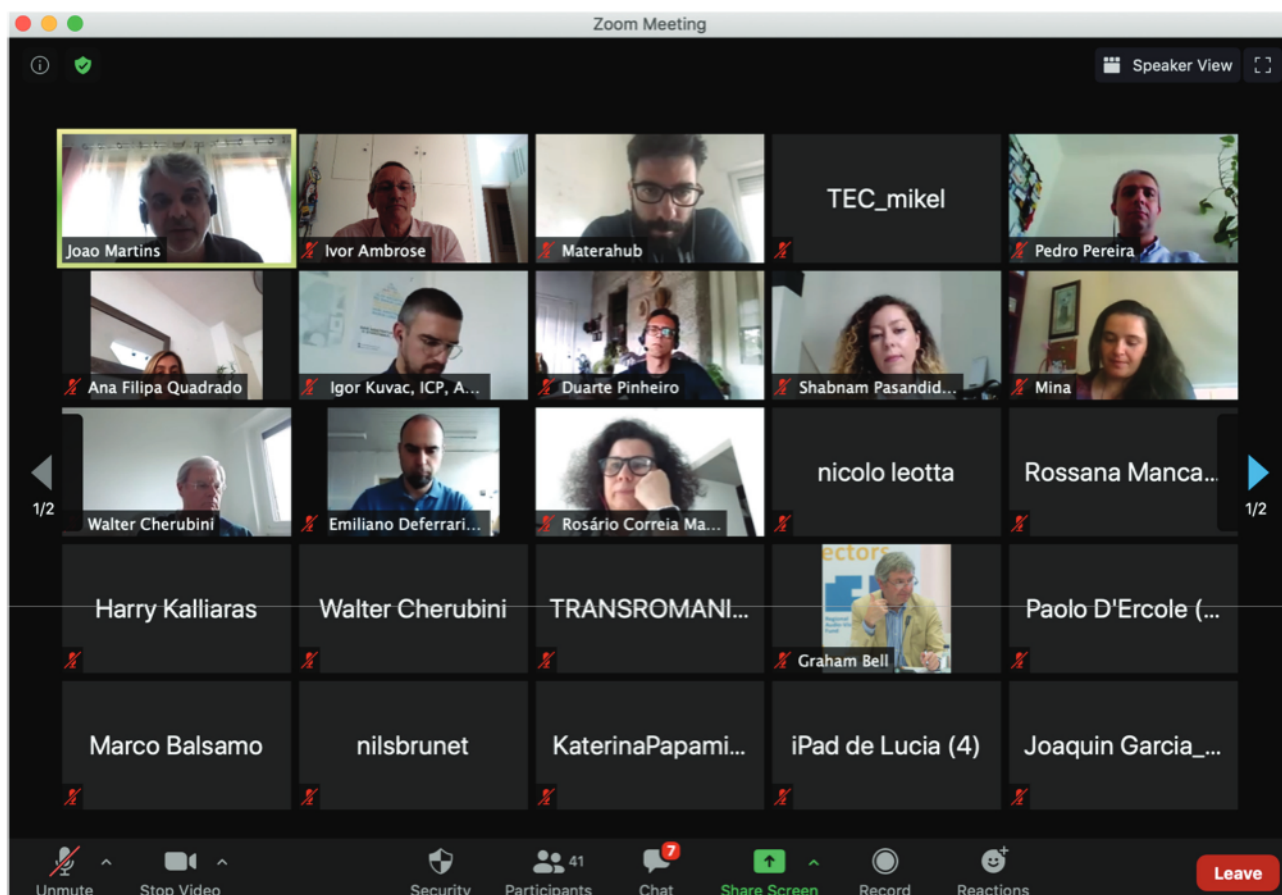 Zoom Meeting
Speaker View
Joao Martins
Ivor Ambrose
Materahub
TEC_mikel
Pedro Pereira
Ana Filipa Quadrado
Igor Kuvac, ICP, A...
Duarte Pinheiro
Shabnam Pasandid...
Mina
1/2
Walter Cherubini
Emiliano Deferrari...
Rosário Correia Ma...
nicolo leotta
Rossana Manca...
1/2
Harry Kalliaras
Walter Cherubini
TRANSROMANI...
ectors
Graham Bell
Paolo D'Ercole (...
Marco Balsamo
nilsbrunet
KaterinaPapami...
iPad de Lucia (4)
Joaquin Garcia_...
Unmute
Stop Video
Security
Participants
41
Chat
7
Share Screen
Record
Reactions
Leave